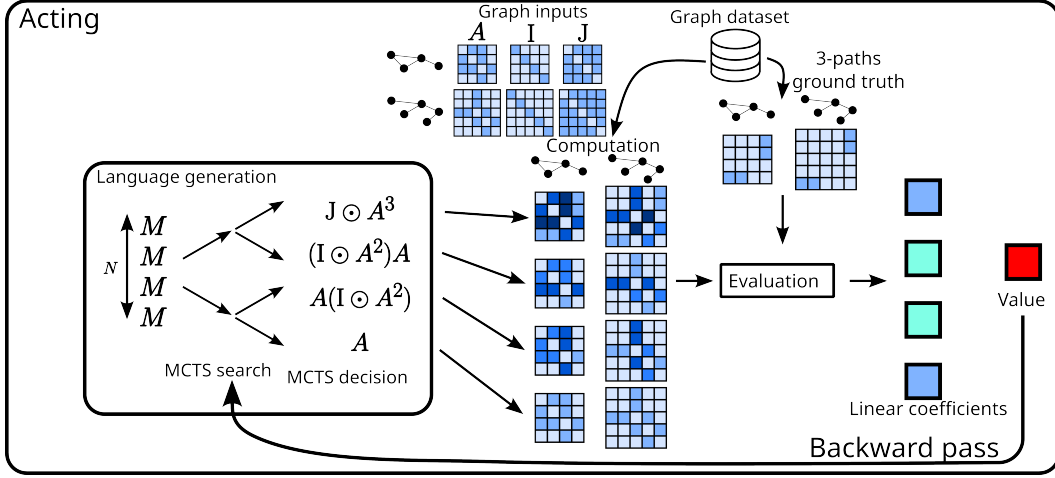 Acting
Graph inputs
A I J
Graph dataset
3-paths
ground truth
Computation
Language generation
N
M
M
M
M
J ⊙ A³
(I ⊙ A²)A
A(I ⊙ A²)
A
MCTS search
MCTS decision
Evaluation
Value
Linear coefficients
Backward pass